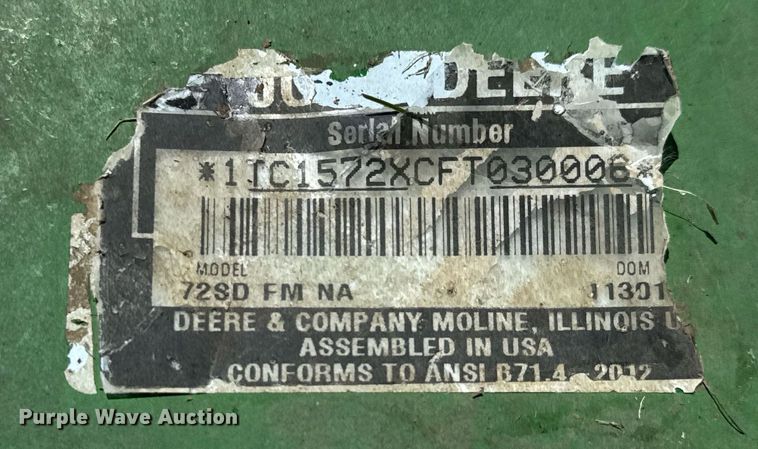 DEERE
Serial Number
*1TC1572XCFT030006*
MODEL DOM
72SD FM NA 11301
DEERE & COMPANY MOLINE, ILLINOIS U
ASSEMBLED IN USA
CONFORMS TO ANSI B71.4 - 2012
Purple Wave Auction